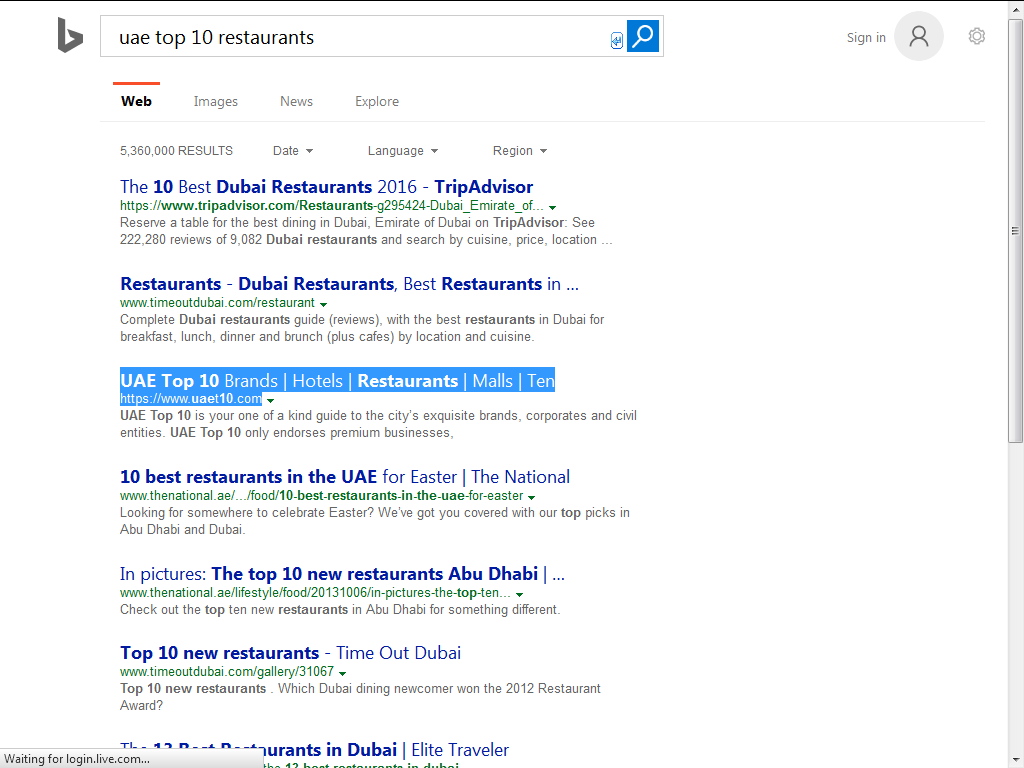 uae top 10 restaurants
Sign in
Web Images News Explore
5,360,000 RESULTS Date Language Region
The 10 Best Dubai Restaurants 2016 - TripAdvisor
https://www.tripadvisor.com/Restaurants-g295424-Dubai_Emirate_of...
Reserve a table for the best dining in Dubai, Emirate of Dubai on TripAdvisor: See
222,280 reviews of 9,082 Dubai restaurants and search by cuisine, price, location ...
Restaurants - Dubai Restaurants, Best Restaurants in ...
www.timeoutdubai.com/restaurant
Complete Dubai restaurants guide (reviews), with the best restaurants in Dubai for
breakfast, lunch, dinner and brunch (plus cafes) by location and cuisine.
UAE Top 10 Brands | Hotels | Restaurants | Malls | Ten
https://www.uaet10.com
UAE Top 10 is your one of a kind guide to the city's exquisite brands, corporates and civil
entities. UAE Top 10 only endorses premium businesses,
10 best restaurants in the UAE for Easter | The National
www.thenational.ae/.../food/10-best-restaurants-in-the-uae-for-easter
Looking for somewhere to celebrate Easter? We've got you covered with our top picks in
Abu Dhabi and Dubai.
In pictures: The top 10 new restaurants Abu Dhabi | ...
www.thenational.ae/lifestyle/food/20131006/in-pictures-the-top-ten...
Check out the top ten new restaurants in Abu Dhabi for something different.
Top 10 new restaurants - Time Out Dubai
www.timeoutdubai.com/gallery/31067
Top 10 new restaurants . Which Dubai dining newcomer won the 2012 Restaurant
Award?
The 13 Best Restaurants in Dubai | Elite Traveler
Waiting for login.live.com...